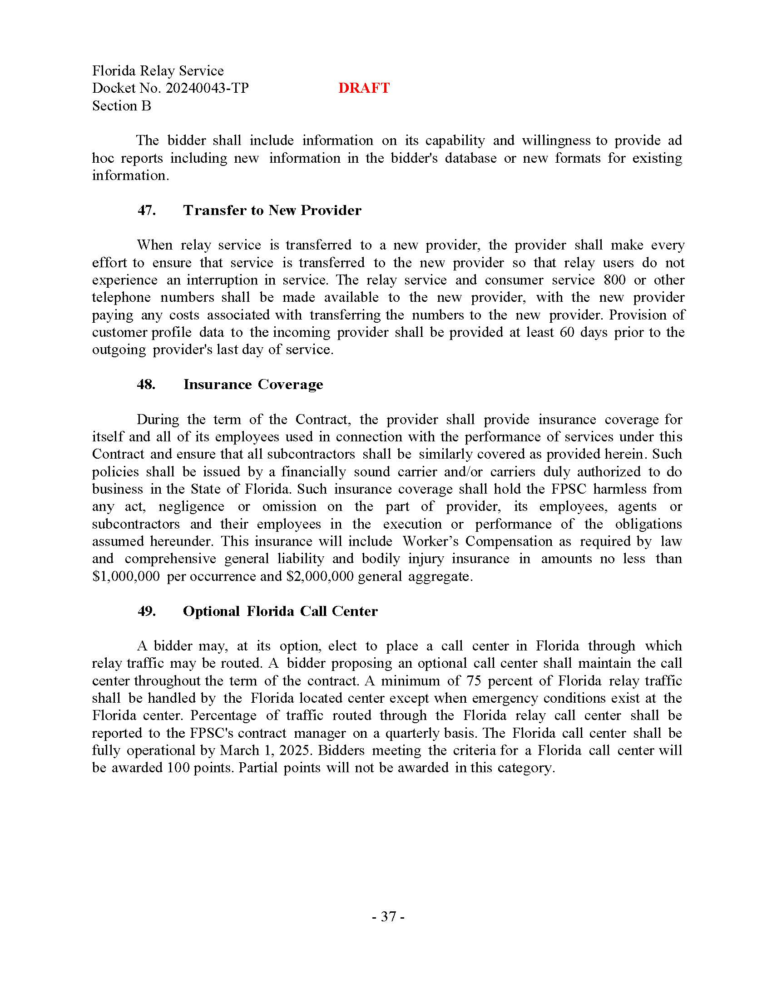 Florida Relay Service
Docket No. 20240043-TP DRAFT
Section B
The bidder shall include information on its capability and willingness to provide ad
hoc reports including new information in the bidder's database or new formats for existing
information.
47. Transfer to New Provider
When relay service is transferred to a new provider, the provider shall make every
effort to ensure that service is transferred to the new provider so that relay users do not
experience an interruption in service. The relay service and consumer service 800 or other
telephone numbers shall be made available to the new provider, with the new provider
paying any costs associated with transferring the numbers to the new provider. Provision of
customer profile data to the incoming provider shall be provided at least 60 days prior to the
outgoing provider's last day of service.
48. Insurance Coverage
During the term of the Contract, the provider shall provide insurance coverage for
itself and all of its employees used in connection with the performance of services under this
Contract and ensure that all subcontractors shall be similarly covered as provided herein. Such
policies shall be issued by a financially sound carrier and/or carriers duly authorized to do
business in the State of Florida. Such insurance coverage shall hold the FPSC harmless from
any act, negligence or omission on the part of provider, its employees, agents or
subcontractors and their employees in the execution or performance of the obligations
assumed hereunder. This insurance will include Worker’s Compensation as required by law
and comprehensive general liability and bodily injury insurance in amounts no less than
$1,000,000 per occurrence and $2,000,000 general aggregate.
49. Optional Florida Call Center
A bidder may, at its option, elect to place a call center in Florida through which
relay traffic may be routed. A bidder proposing an optional call center shall maintain the call
center throughout the term of the contract. A minimum of 75 percent of Florida relay traffic
shall be handled by the Florida located center except when emergency conditions exist at the
Florida center. Percentage of traffic routed through the Florida relay call center shall be
reported to the FPSC's contract manager on a quarterly basis. The Florida call center shall be
fully operational by March 1, 2025. Bidders meeting the criteria for a Florida call center will
be awarded 100 points. Partial points will not be awarded in this category.
- 37 -